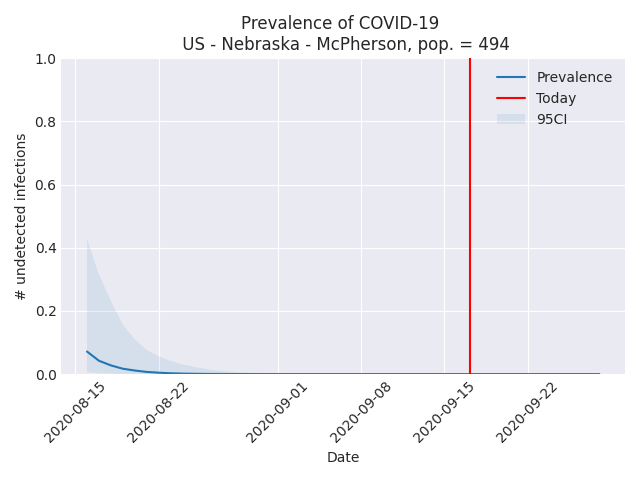 Prevalence of COVID-19
US - Nebraska - McPherson, pop. = 494
1.0
0.8
0.6
0.4
0.2
0.0
# undetected infections
Prevalence
Today
95CI
2020-08-15
2020-08-22
2020-09-01
2020-09-08
2020-09-15
2020-09-22
Date